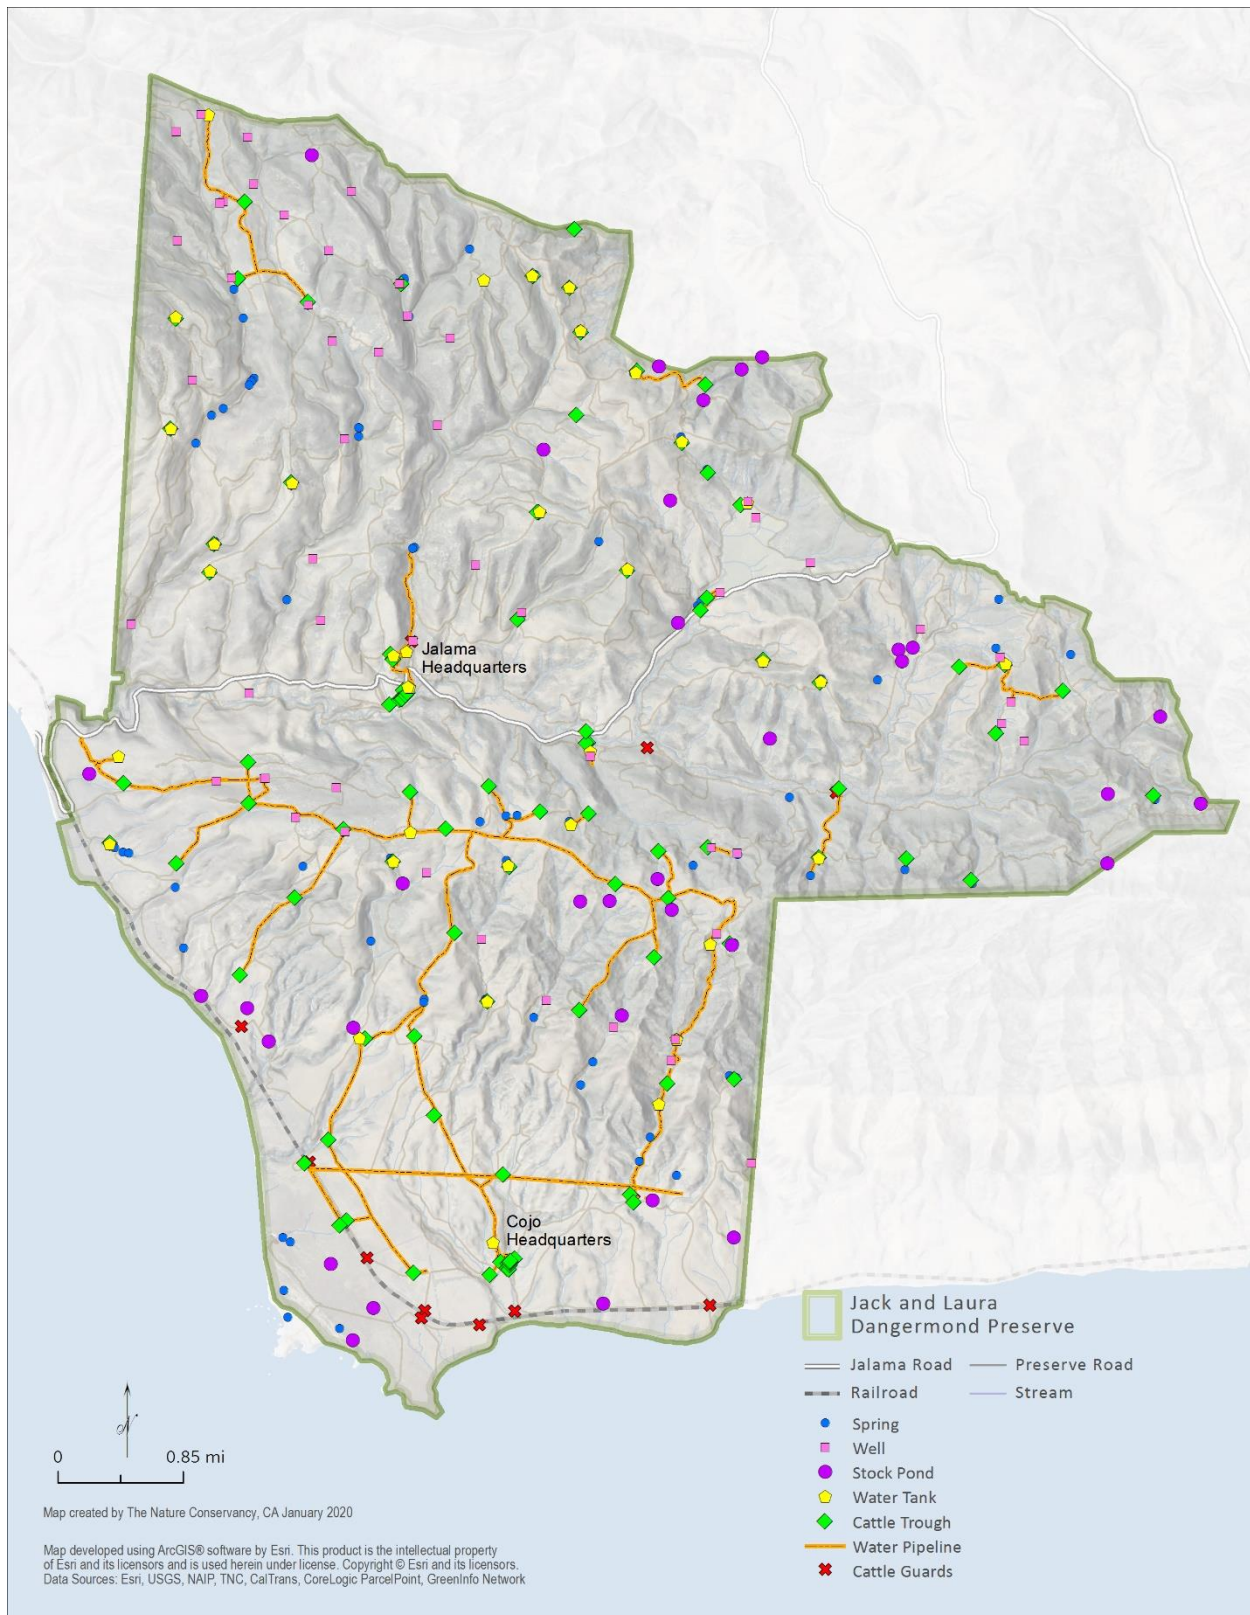 Jalama
Headquarters
Cojo
Headquarters
Jack and Laura
Dangermond Preserve
Jalama Road
Preserve Road
Railroad
Stream
Spring
Well
Stock Pond
Water Tank
Cattle Trough
Water Pipeline
Cattle Guards
N
0 0.85 mi
Map created by The Nature Conservancy, CA January 2020
Map developed using ArcGIS® software by Esri. This product is the intellectual property
of Esri and its licensors and is used herein under license. Copyright © Esri and its licensors.
Data Sources: Esri, USGS, NAIP, TNC, CalTrans, CoreLogic ParcelPoint, GreenInfo Network